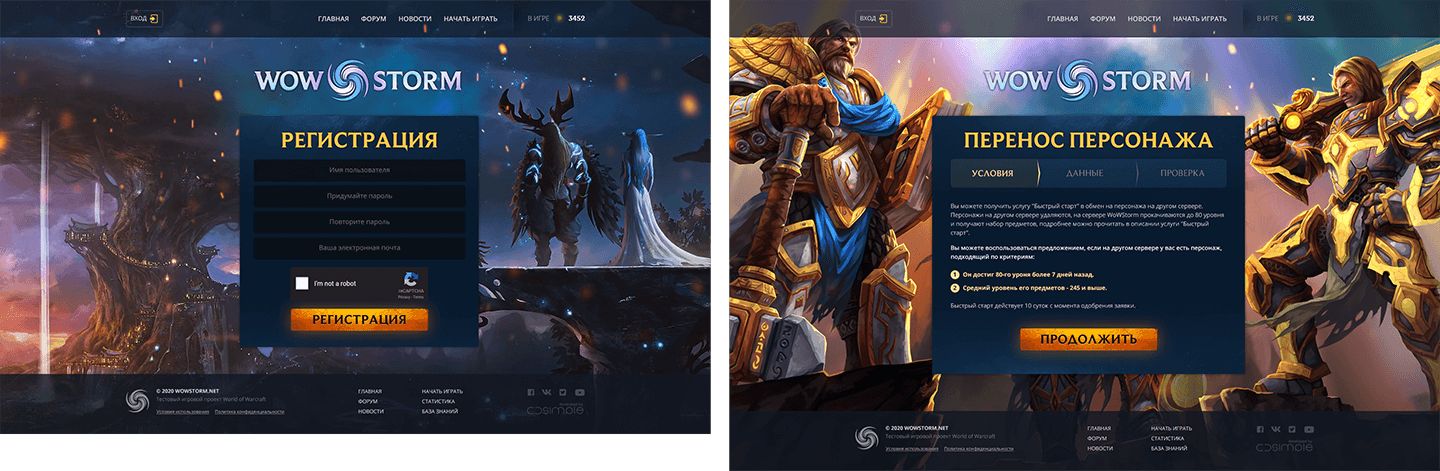 ВХОД
ГЛАВНАЯ ФОРУМ НОВОСТИ НАЧАТЬ ИГРАТЬ
В ИГРЕ 3452
WOW STORM
РЕГИСТРАЦИЯ
Имя пользователя
Придумайте пароль
Повторите пароль
Ваша электронная почта
I'm not a robot
reCAPTCHA
Privacy - Terms
РЕГИСТРАЦИЯ
© 2020 WOWSTORM.NET
Тестовый игровой проект World of Warcraft
Условия использования Политика конфиденциальности
ГЛАВНАЯ
ФОРУМ
НОВОСТИ
НАЧАТЬ ИГРАТЬ
СТАТИСТИКА
БАЗА ЗНАНИЙ
cdsimple
ВХОД
ГЛАВНАЯ ФОРУМ НОВОСТИ НАЧАТЬ ИГРАТЬ
В ИГРЕ 3452
WOW STORM
ПЕРЕНОС ПЕРСОНАЖА
УСЛОВИЯ ДАННЫЕ ПРОВЕРКА
Вы можете получить услугу "Быстрый старт" в обмен на персонажа на другом сервере.
Персонажи на другом сервере удаляются, на сервере WoWStorm прокачиваются до 80 уровня
и получают набор предметов, подробнее можно прочитать в описании услуги "Быстрый
старт".
Вы можете воспользоваться предложением, если на другом сервере у вас есть персонаж,
подходящий по критериям:
1 Он достиг 80-го уроня более 7 дней назад.
2 Средний уровень его предметов - 245 и выше.
Быстрый старт действует 10 суток с момента одобрения заявки.
ПРОДОЛЖИТЬ
© 2020 WOWSTORM.NET
Тестовый игровой проект World of Warcraft
Условия использования Политика конфиденциальности
ГЛАВНАЯ
ФОРУМ
НОВОСТИ
НАЧАТЬ ИГРАТЬ
СТАТИСТИКА
БАЗА ЗНАНИЙ
cdsimple